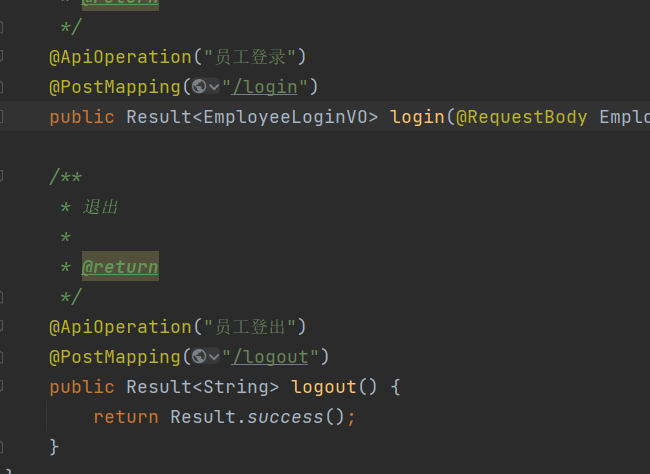 * @return
*/
@ApiOperation("员工登录")
@PostMapping("/login")
public Result<EmployeeLoginVO> login(@RequestBody Emplo
/**
* 退出
*
* @return
*/
@ApiOperation("员工登出")
@PostMapping("/logout")
public Result<String> logout() {
return Result.success();
}